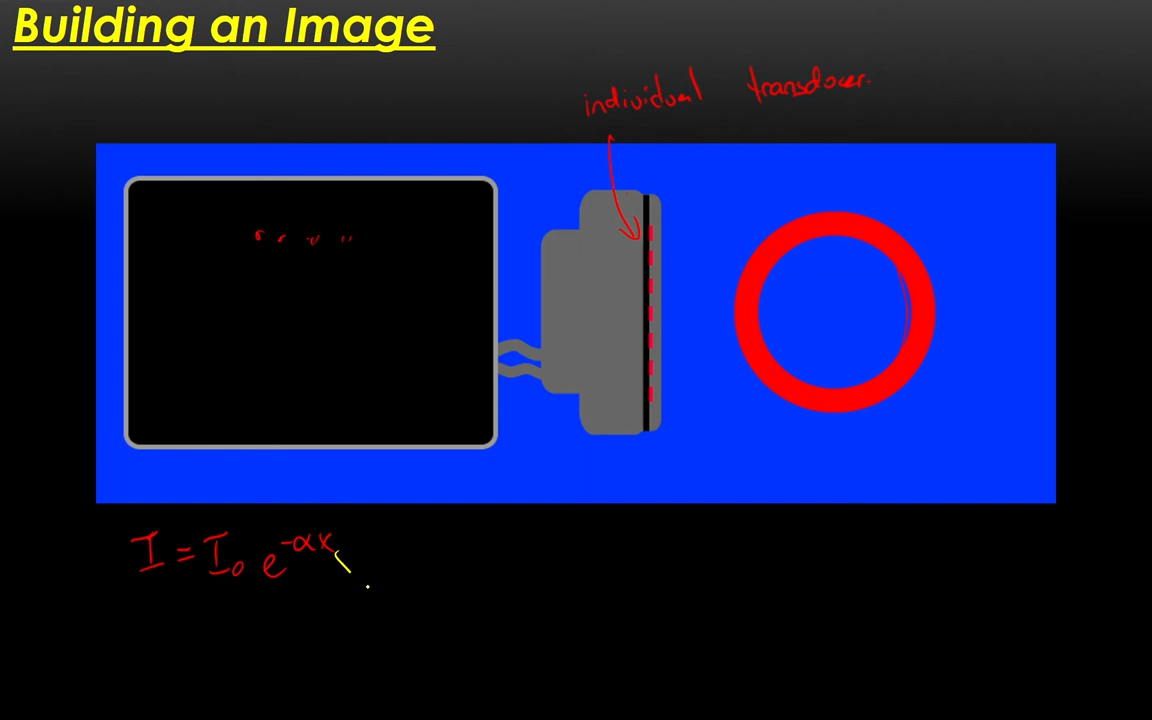 Building an Image
individual transducer.
I = I₀ e^{-αx}